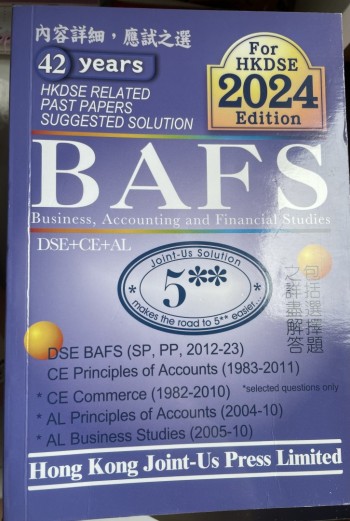 內容詳細，應試之選
42 years
HKDSE RELATED
PAST PAPERS
SUGGESTED SOLUTION
For
HKDSE
2024
Edition
BAFS
Business, Accounting and Financial Studies
DSE+CE+AL
Joint-Us Solution
* 5** *
makes the road to 5** easier.
包括選擇題
之詳盡解答
DSE BAFS (SP, PP, 2012-23)
CE Principles of Accounts (1983-2011)
* CE Commerce (1982-2010) *selected questions only
* AL Principles of Accounts (2004-10)
* AL Business Studies (2005-10)
Hong Kong Joint-Us Press Limited